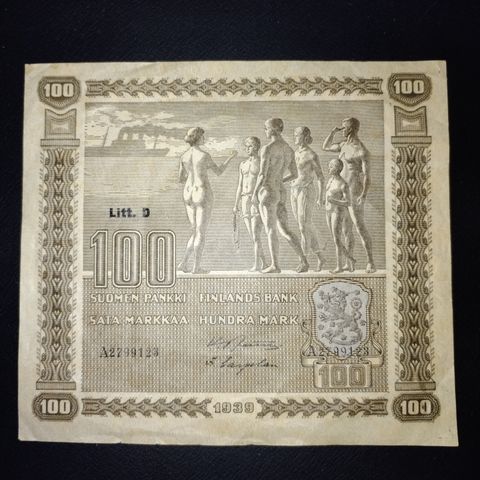 100 100
Litt. D
100
SUOMEN PANKKI FINLANDS BANK
SATA MARKKAA HUNDRA MARK
A2799123 A2799123
100
100 1939 100